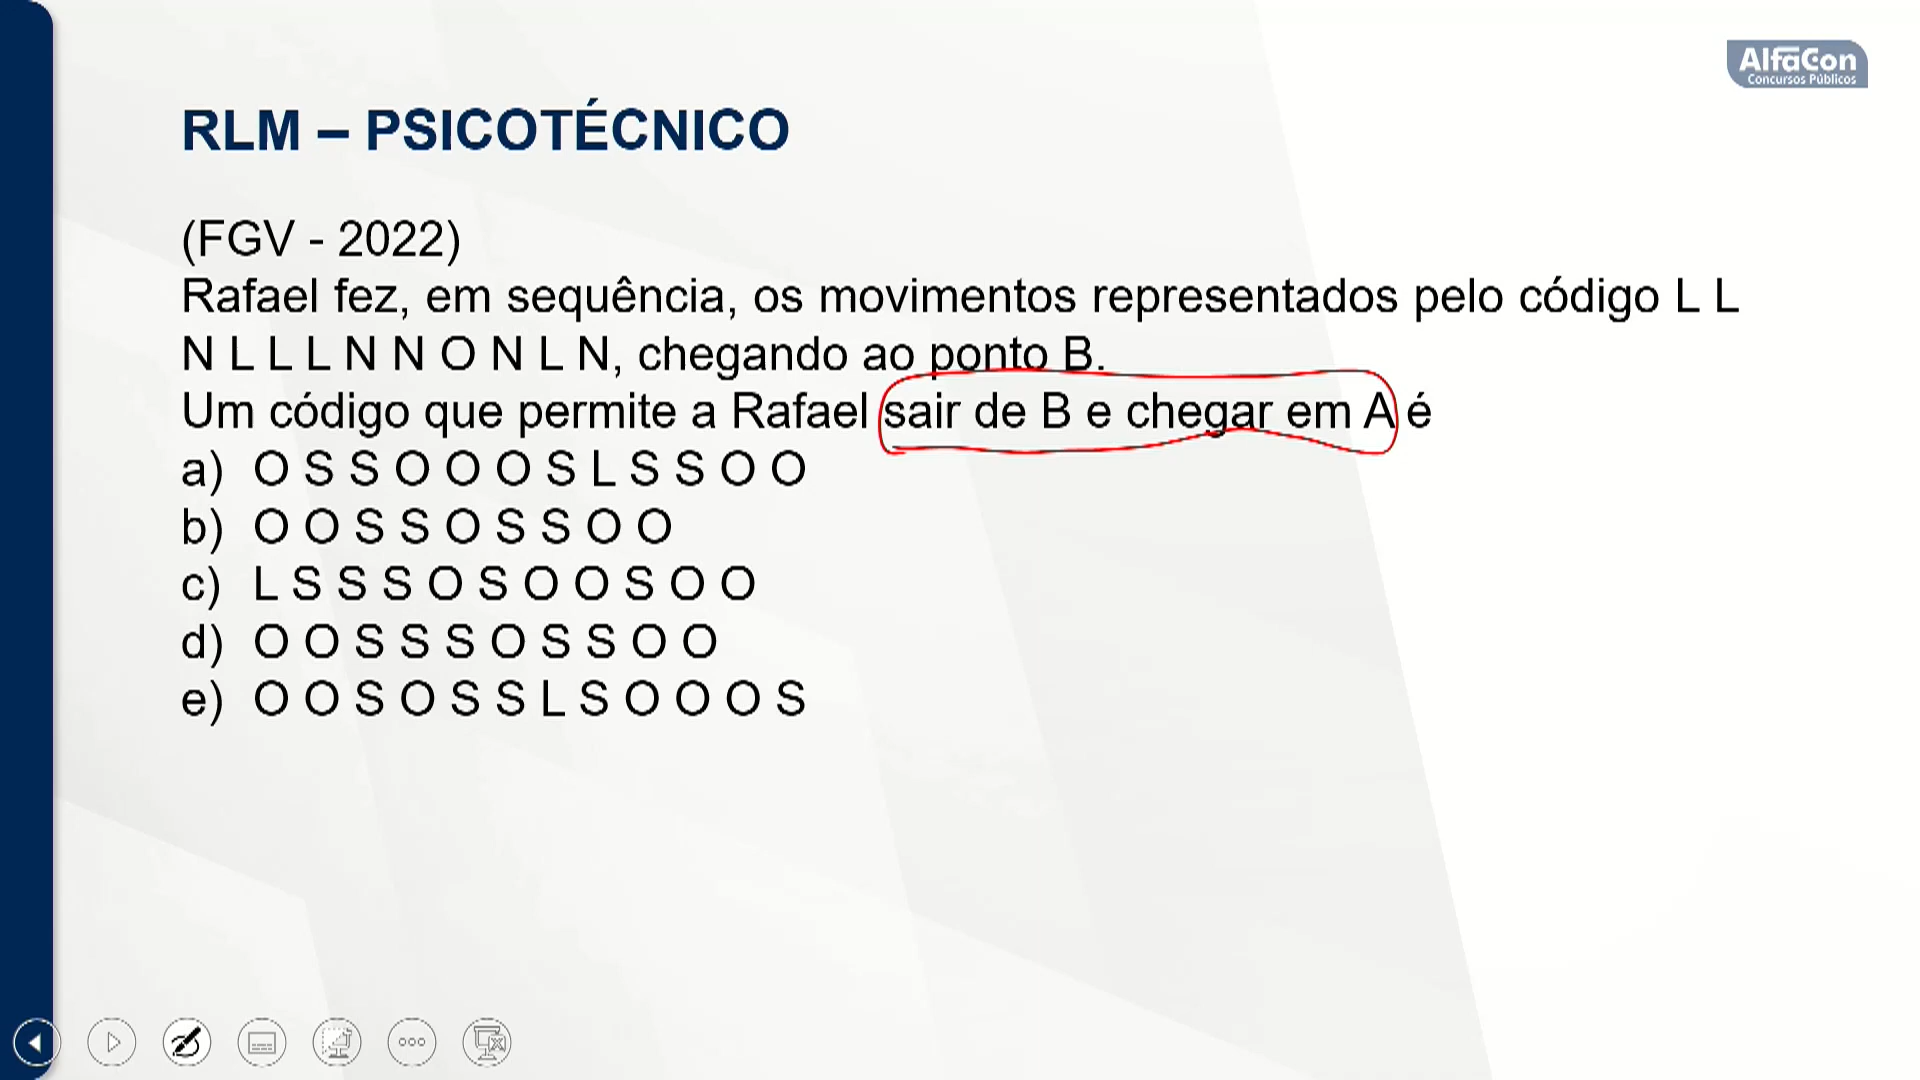 AlfaCon
Concursos Públicos
RLM – PSICOTÉCNICO
(FGV - 2022)
Rafael fez, em sequência, os movimentos representados pelo código L L
N L L L N N O N L N, chegando ao ponto B.
Um código que permite a Rafael sair de B e chegar em A é
a) O S S O O O S L S S O O
b) O O S S O S S O O
c) L S S S O S O O S O O
d) O O S S S O S S O O
e) O O S O S S L S O O O S